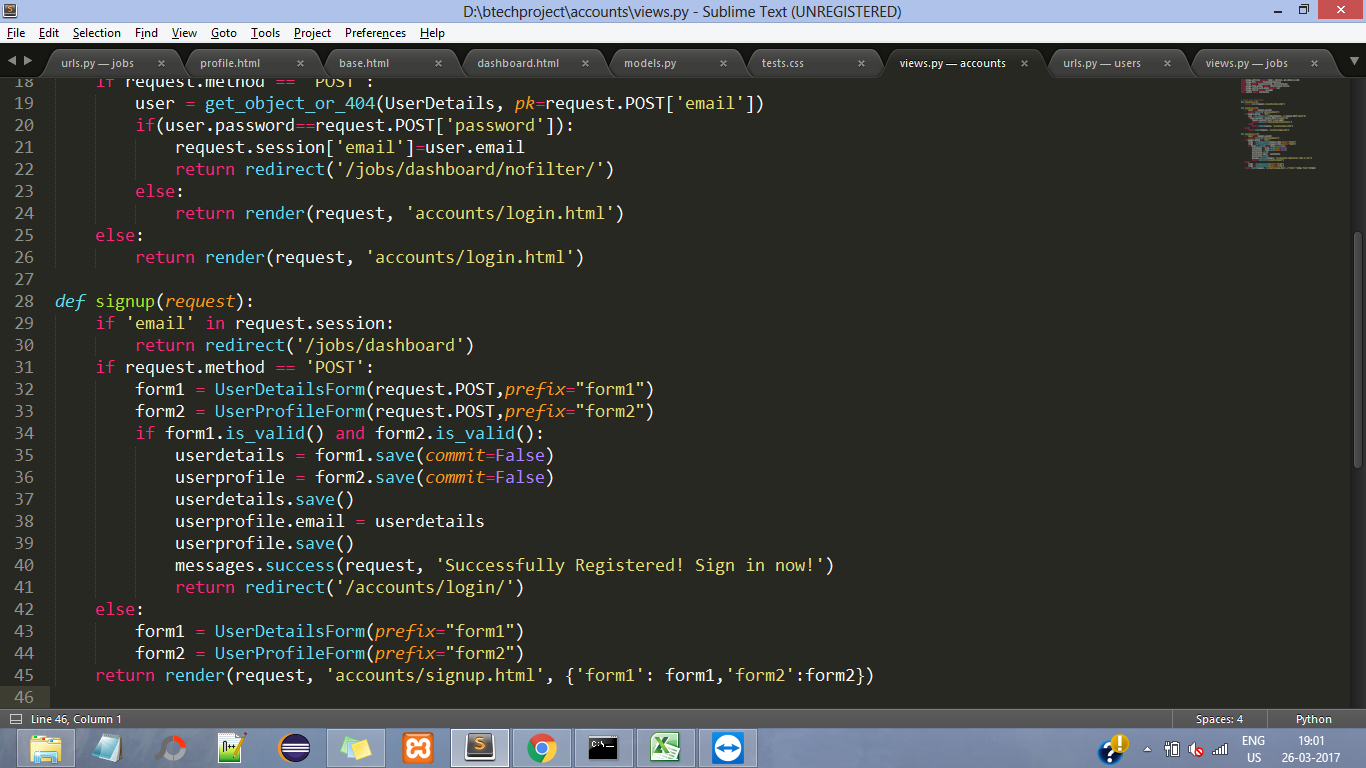 D:\btechproject\accounts\views.py - Sublime Text (UNREGISTERED)
File Edit Selection Find View Goto Tools Project Preferences Help
urls.py — jobs × profile.html × base.html × dashboard.html × models.py × tests.css × views.py — accounts × urls.py — users × views.py — jobs ×
18 if request.method == 'POST':
19 user = get_object_or_404(UserDetails, pk=request.POST['email'])
20 if(user.password==request.POST['password']):
21 request.session['email']=user.email
22 return redirect('/jobs/dashboard/nofilter/')
23 else:
24 return render(request, 'accounts/login.html')
25 else:
26 return render(request, 'accounts/login.html')
27
28 def signup(request):
29 if 'email' in request.session:
30 return redirect('/jobs/dashboard')
31 if request.method == 'POST':
32 form1 = UserDetailsForm(request.POST,prefix="form1")
33 form2 = UserProfileForm(request.POST,prefix="form2")
34 if form1.is_valid() and form2.is_valid():
35 userdetails = form1.save(commit=False)
36 userprofile = form2.save(commit=False)
37 userdetails.save()
38 userprofile.email = userdetails
39 userprofile.save()
40 messages.success(request, 'Successfully Registered! Sign in now!')
41 return redirect('/accounts/login/')
42 else:
43 form1 = UserDetailsForm(prefix="form1")
44 form2 = UserProfileForm(prefix="form2")
45 return render(request, 'accounts/signup.html', {'form1': form1,'form2':form2})
46
Line 46, Column 1 Spaces: 4 Python
ENG 19:01
US 26-03-2017